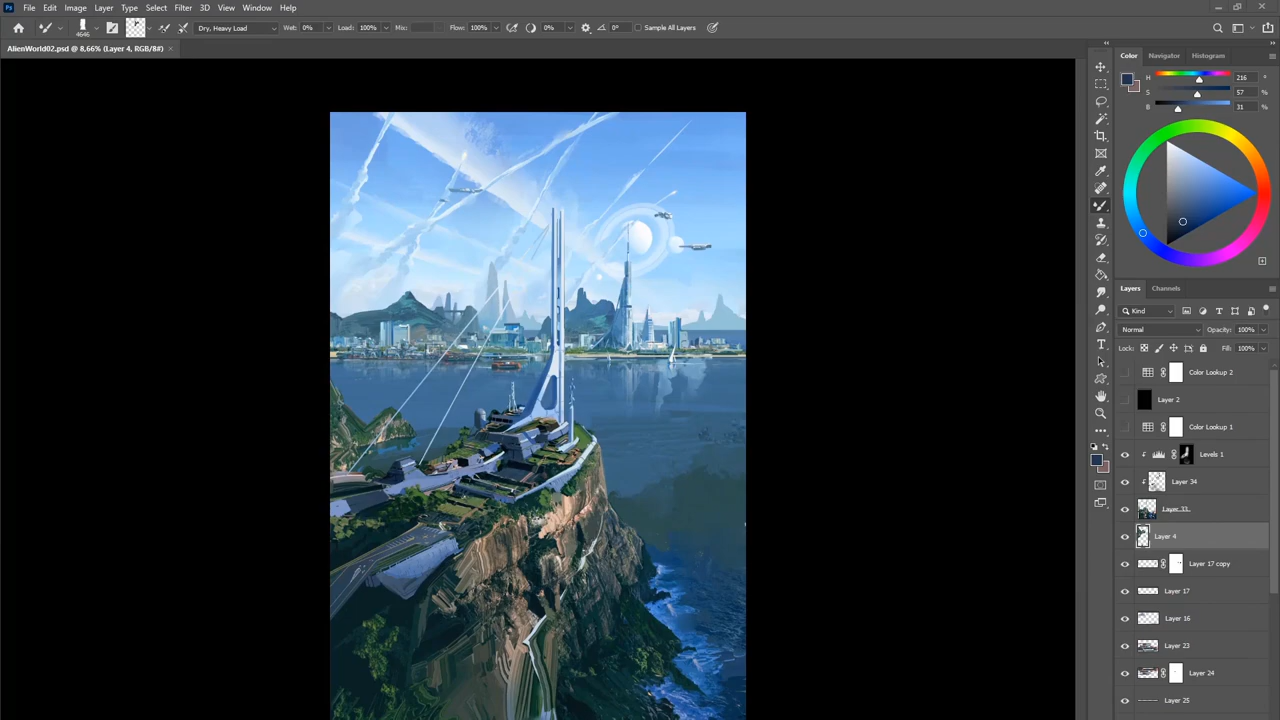 File Edit Image Layer Type Select Filter 3D View Window Help
4646 Dry, Heavy Load Wet: 0% Load: 100% Mix: Flow: 100% 0% 0° Sample All Layers
AlienWorld02.psd @ 8,66% (Layer 4, RGB/8#) ×
Color Navigator Histogram
H 216 °
S 57 %
B 31 %
Layers Channels
Kind
Normal Opacity: 100%
Lock: Fill: 100%
Color Lookup 2
Layer 2
Color Lookup 1
Levels 1
Layer 34
Layer 33
Layer 4
Layer 17 copy
Layer 17
Layer 16
Layer 23
Layer 24
Layer 25